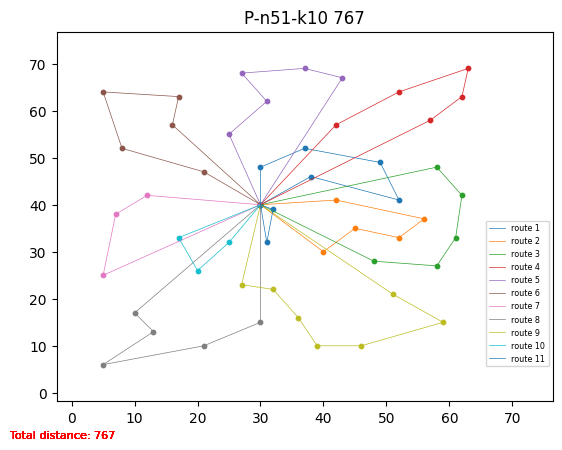 P-n51-k10 767
70
60
50
40
30
20
10
0
0 10 20 30 40 50 60 70
route 1
route 2
route 3
route 4
route 5
route 6
route 7
route 8
route 9
route 10
route 11
Total distance: 767